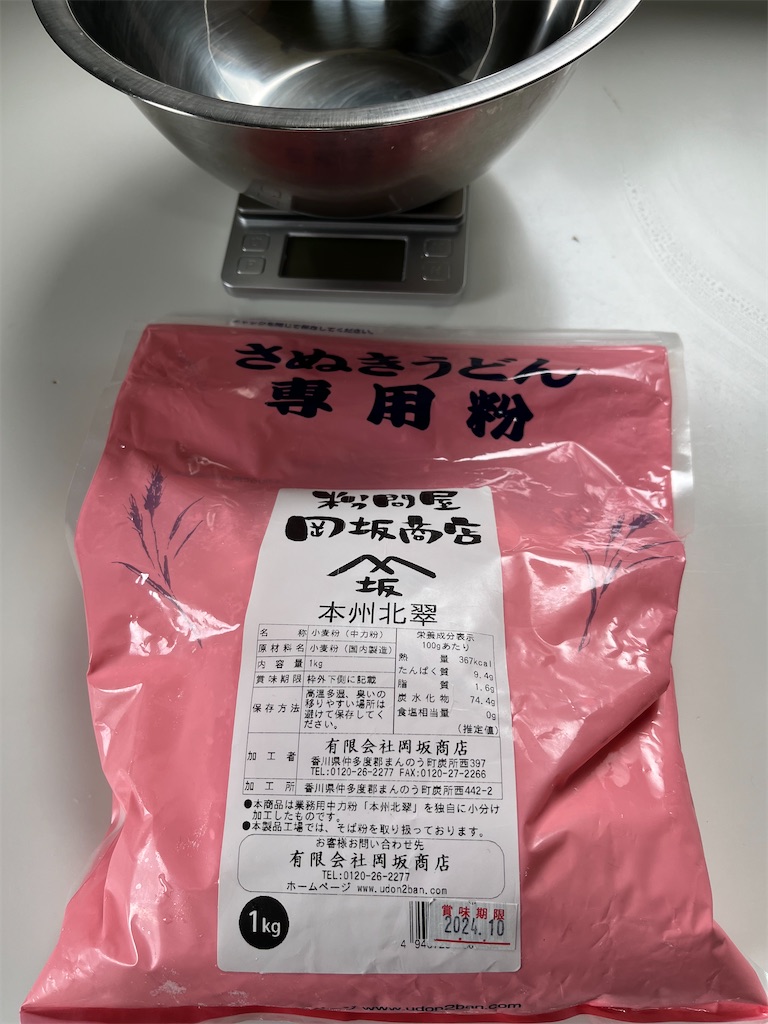 さぬきうどん
専用粉
粉問屋
岡坂商店
坂
本州北翠
名　称 小麦粉（中力粉）
原材料名 小麦粉（国内製造）
内容量 1kg
賞味期限 枠外下側に記載
保存方法 高温多湿、臭いの
移りやすい場所は
避けて保存してく
ださい。
栄養成分表示
100gあたり
熱　量 367kcal
たんぱく質 9.4g
脂　質 1.6g
炭水化物 74.4g
食塩相当量 0g
（推定値）
加工者 有限会社岡坂商店
香川県仲多度郡まんのう町炭所西397
TEL:0120-26-2277 FAX:0120-27-2266
加工所 香川県仲多度郡まんのう町炭所西442-2
●本商品は業務用中力粉「本州北翠」を独自に小分け
加工したものです。
●本製品工場では、そば粉を取り扱っております。
お客様お問い合わせ先
有限会社岡坂商店
TEL:0120-26-2277
ホームページ www.udon2ban.com
1kg
賞味期限
2024.10
www.udon2ban.com